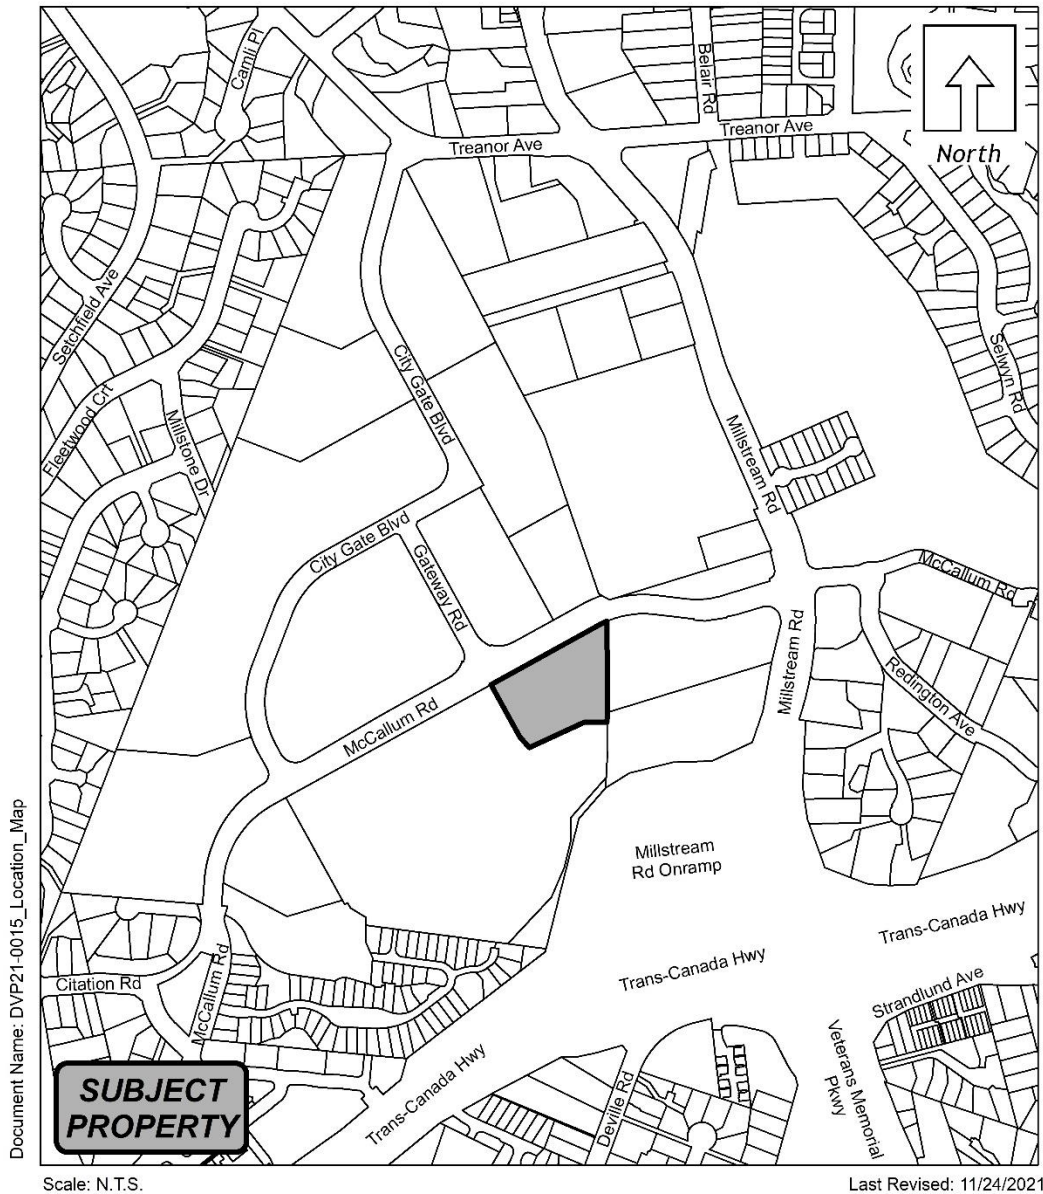 Camli Pl
Belair Rd
Treanor Ave
Treanor Ave
North
Setchfield Ave
Selwyn Rd
City Gate Blvd
Fleetwood Crt
Millstone Dr
Millstream Rd
City Gate Blvd
Gateway Rd
McCallum Rd
Millstream Rd
Redington Ave
McCallum Rd
Millstream
Rd Onramp
Trans-Canada Hwy
Trans-Canada Hwy
Citation Rd
McCallum Rd
Strandlund Ave
Veterans Memorial
Pkwy
Trans-Canada Hwy
Deville Rd
SUBJECT
PROPERTY
Document Name: DVP21-0015_Location_Map
Scale: N.T.S.
Last Revised: 11/24/2021